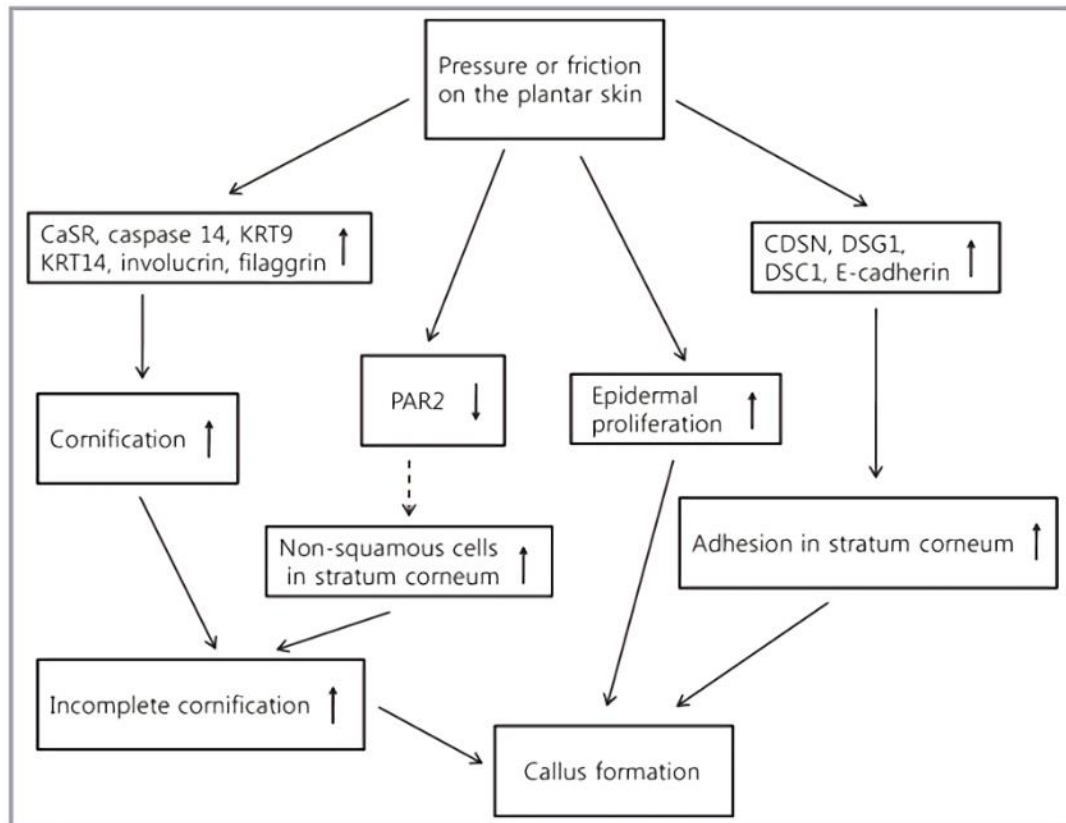 Pressure or friction
on the plantar skin
CaSR, caspase 14, KRT9
KRT14, involucrin, filaggrin
CDSN, DSG1,
DSC1, E-cadherin
PAR2
Epidermal
proliferation
Cornification
Non-squamous cells
in stratum corneum
Adhesion in stratum corneum
Incomplete cornification
Callus formation